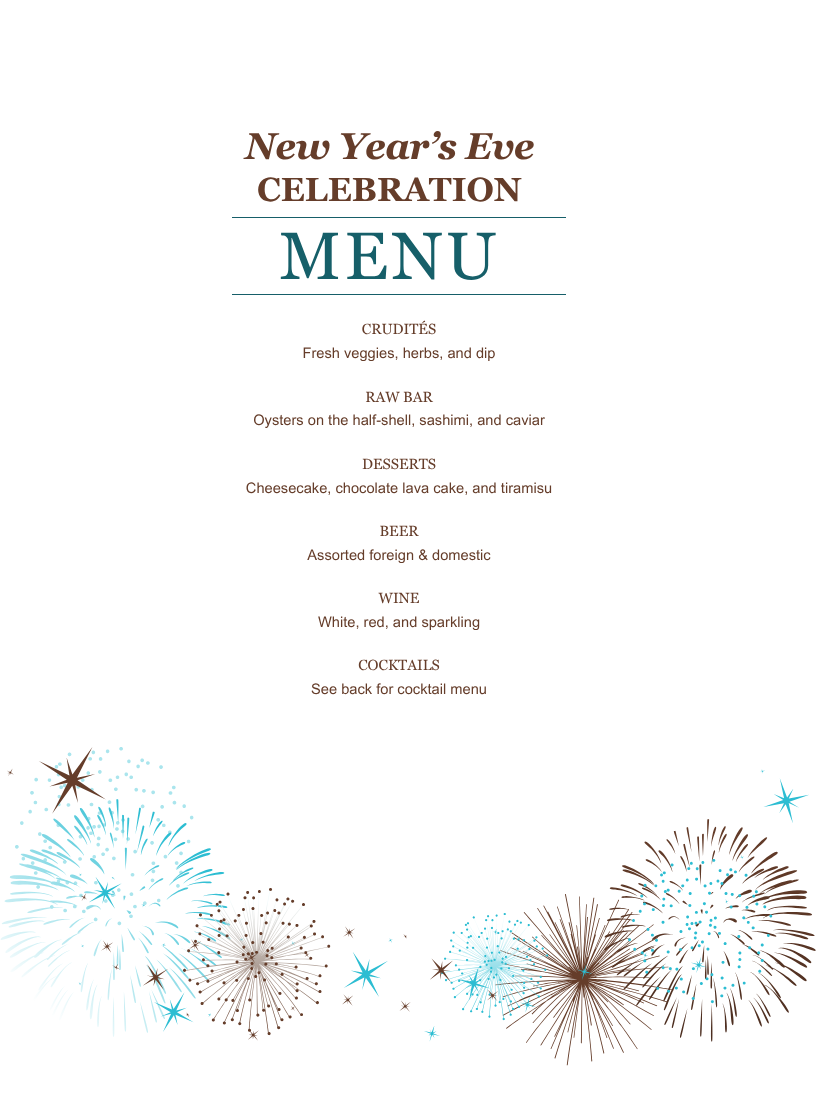 New Year’s Eve
CELEBRATION
MENU
CRUDITÉS
Fresh veggies, herbs, and dip
RAW BAR
Oysters on the half-shell, sashimi, and caviar
DESSERTS
Cheesecake, chocolate lava cake, and tiramisu
BEER
Assorted foreign & domestic
WINE
White, red, and sparkling
COCKTAILS
See back for cocktail menu